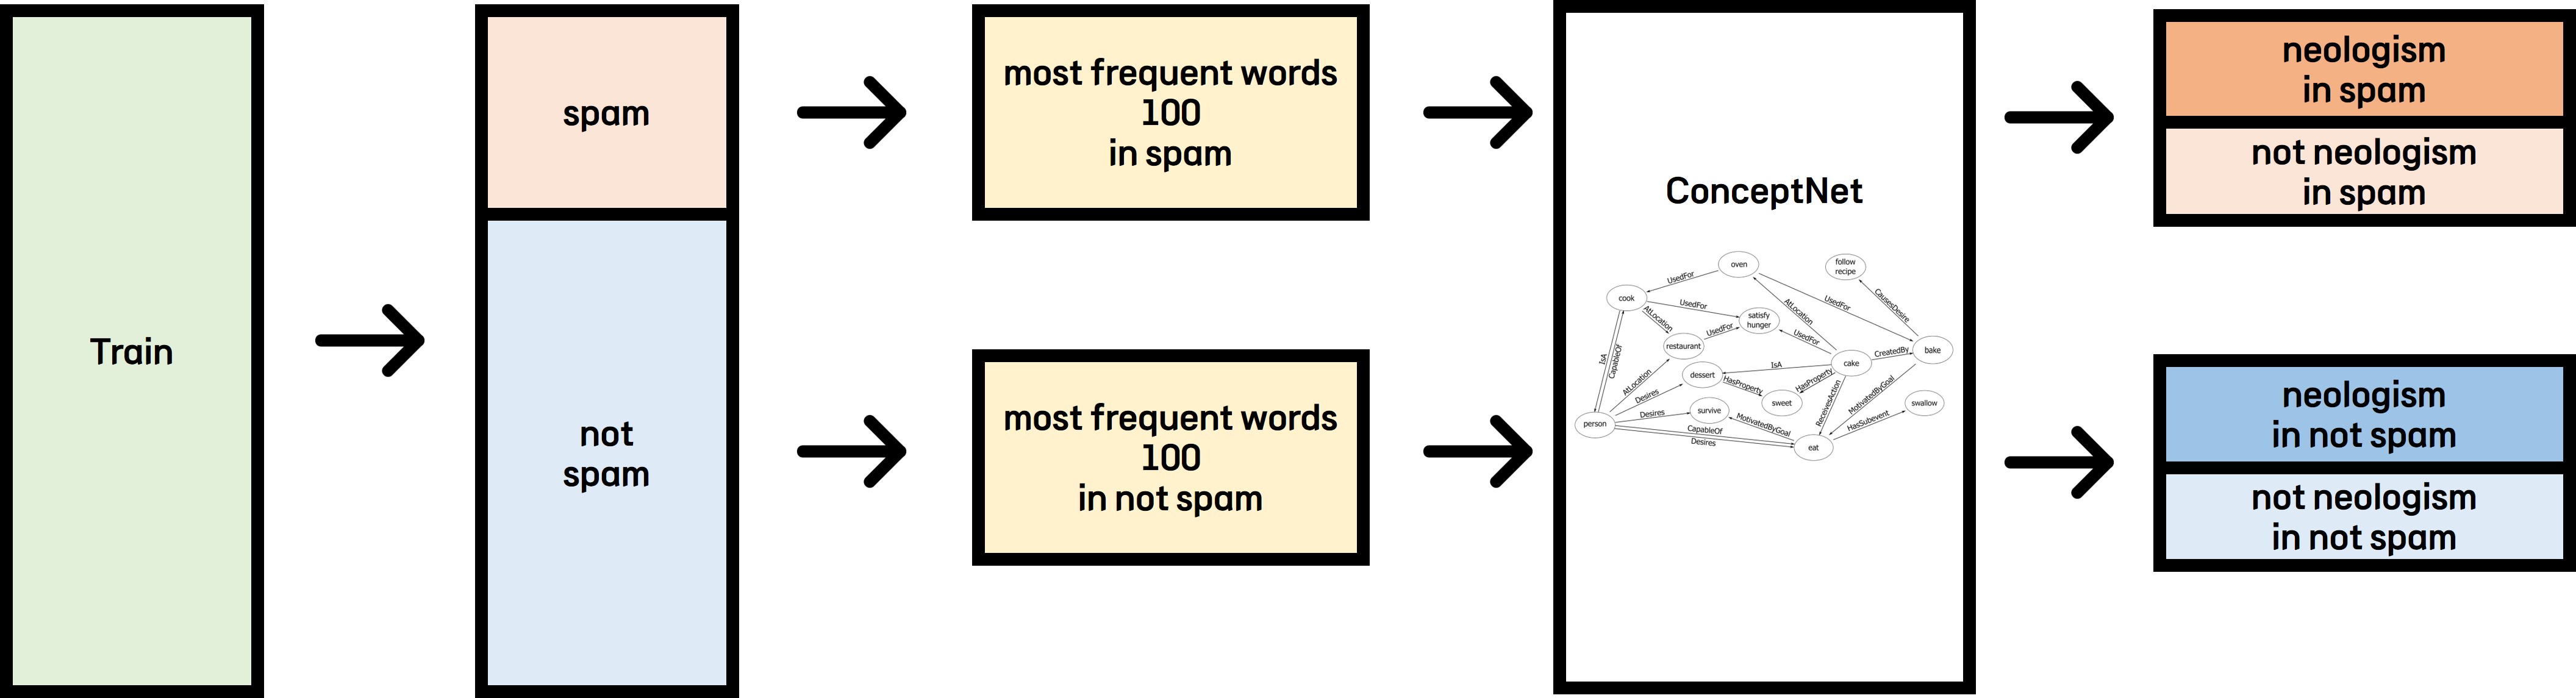 Train
spam
not
spam
most frequent words
100
in spam
most frequent words
100
in not spam
ConceptNet
oven
follow
recipe
UsedFor
cook
UsedFor
AtLocation
UsedFor
CausesDesire
AtLocation
satisfy
hunger
UsedFor
UsedFor
restaurant
IsA
CapableOf
cake
CreatedBy
bake
IsA
dessert
AtLocation
HasProperty
HasProperty
Desires
sweet
MotivatedByGoal
ReceivesAction
survive
swallow
Desires
person
MotivatedByGoal
HasSubevent
CapableOf
Desires
eat
neologism
in spam
not neologism
in spam
neologism
in not spam
not neologism
in not spam